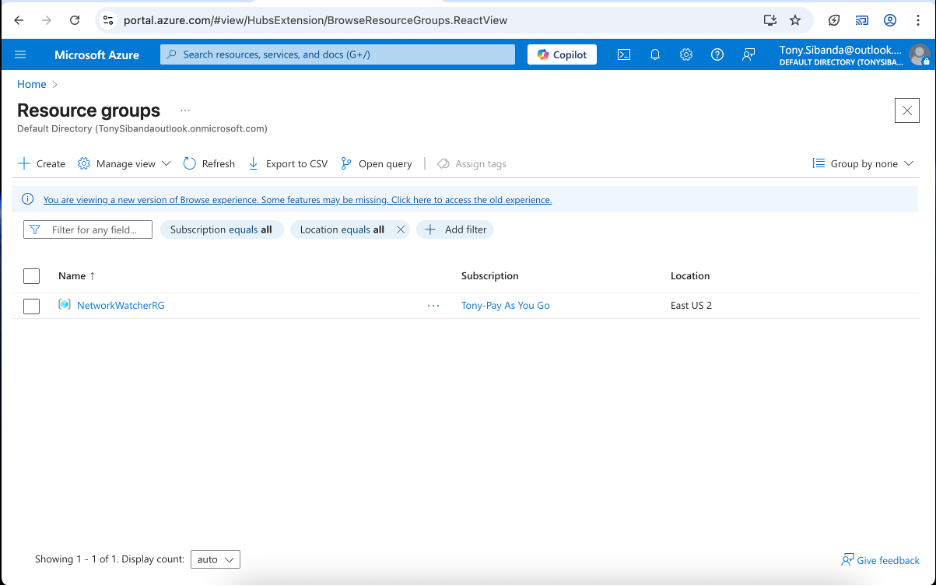 portal.azure.com/#view/HubsExtension/BrowseResourceGroups.ReactView
Microsoft Azure
Search resources, services, and docs (G+/)
Copilot
Tony.Sibanda@outlook....
DEFAULT DIRECTORY (TONYSIBA...
Home >
Resource groups ...
Default Directory (TonySibandaoutlook.onmicrosoft.com)
Create Manage view Refresh Export to CSV Open query Assign tags Group by none
You are viewing a new version of Browse experience. Some features may be missing. Click here to access the old experience.
Filter for any field... Subscription equals all Location equals all Add filter
Name ↑ Subscription Location
NetworkWatcherRG ... Tony-Pay As You Go East US 2
Showing 1 - 1 of 1. Display count: auto
Give feedback